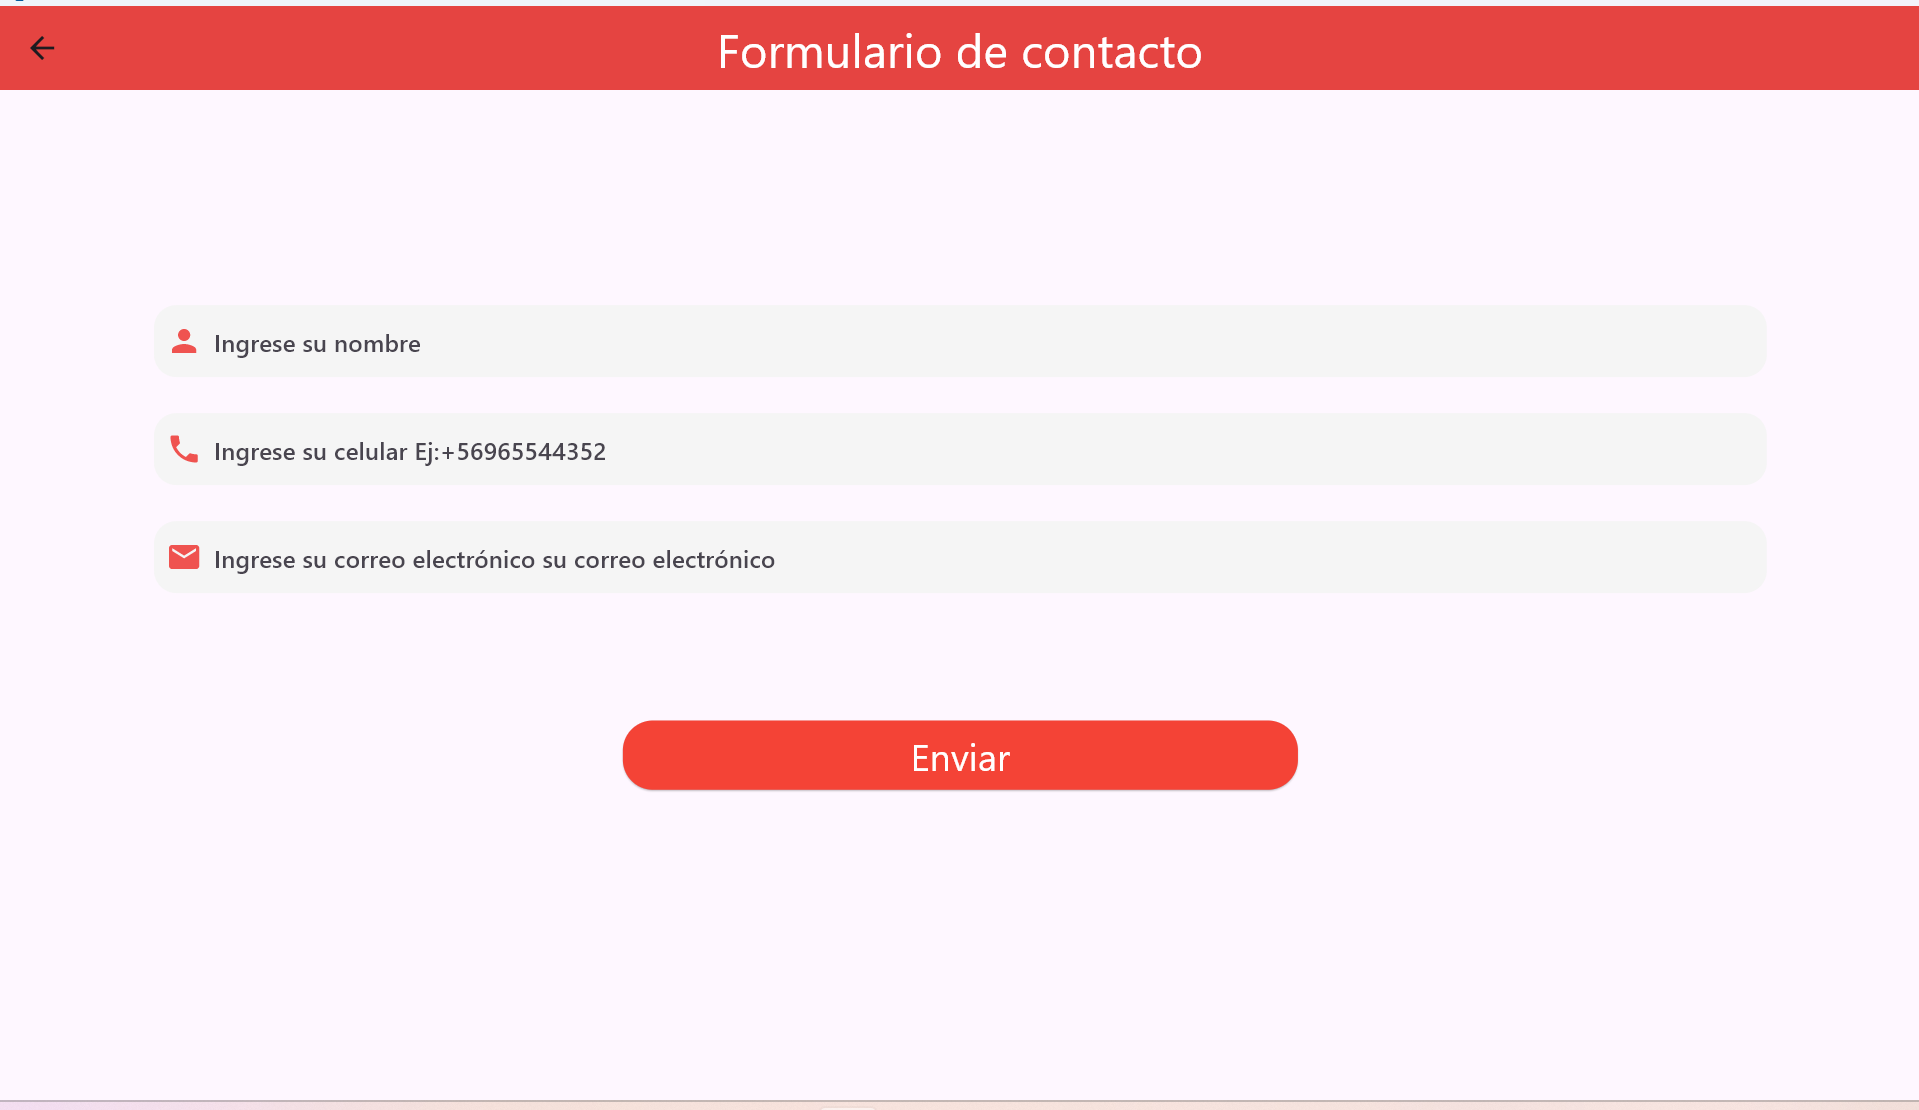 Formulario de contacto
Ingrese su nombre
Ingrese su celular Ej:+56965544352
Ingrese su correo electrónico su correo electrónico
Enviar